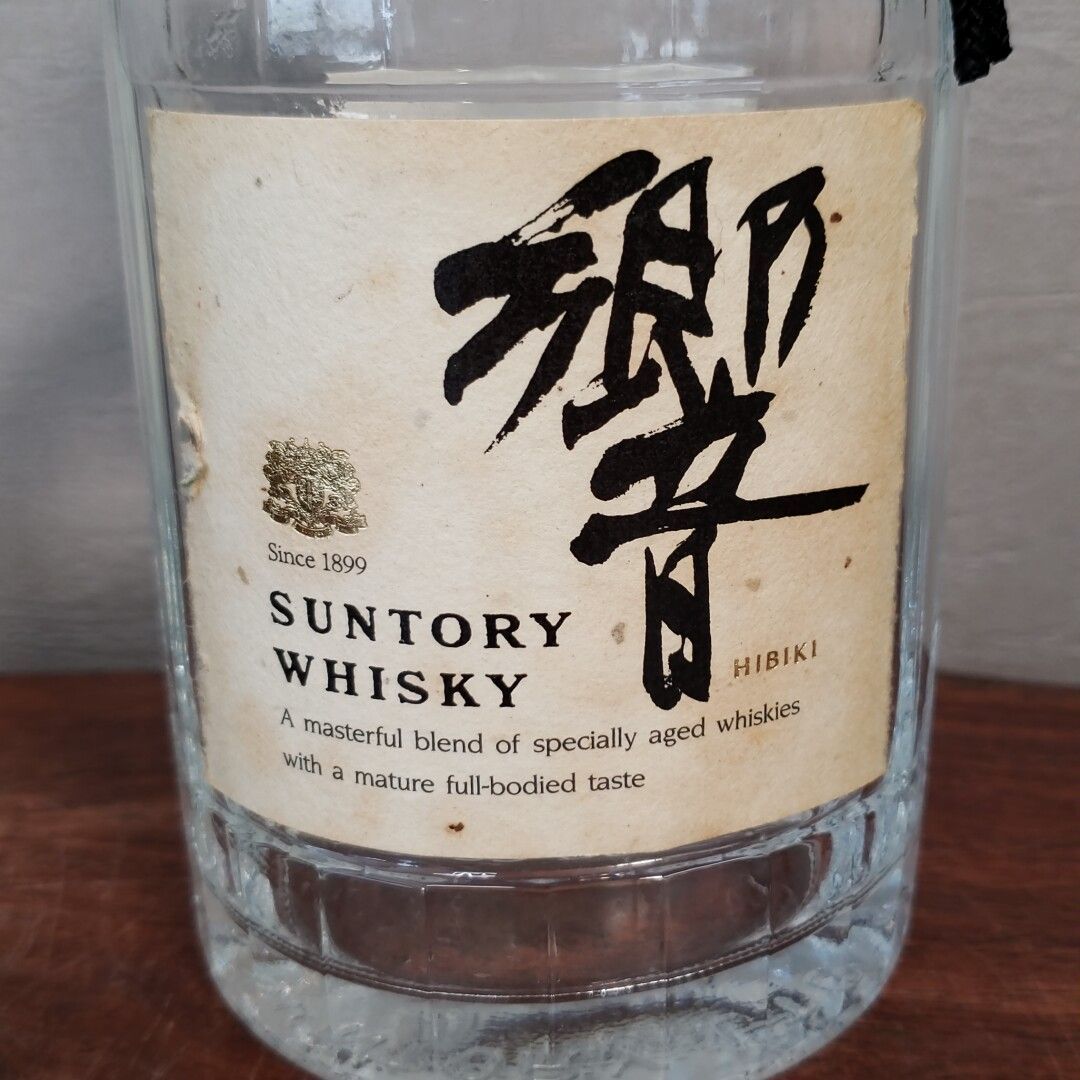 響
Since 1899
SUNTORY
WHISKY
HIBIKI
A masterful blend of specially aged whiskies
with a mature full-bodied taste